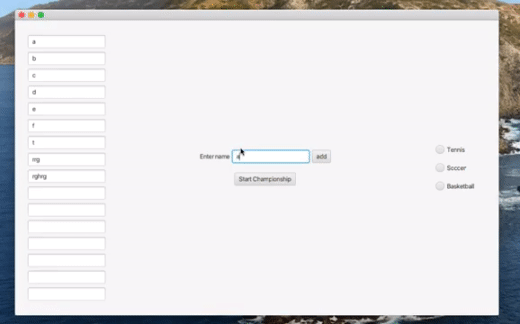 a
b
c
d
e
f
t
rrg
rghrg
Enter name
a
add
Start Championship
Tennis
Soccer
Basketball